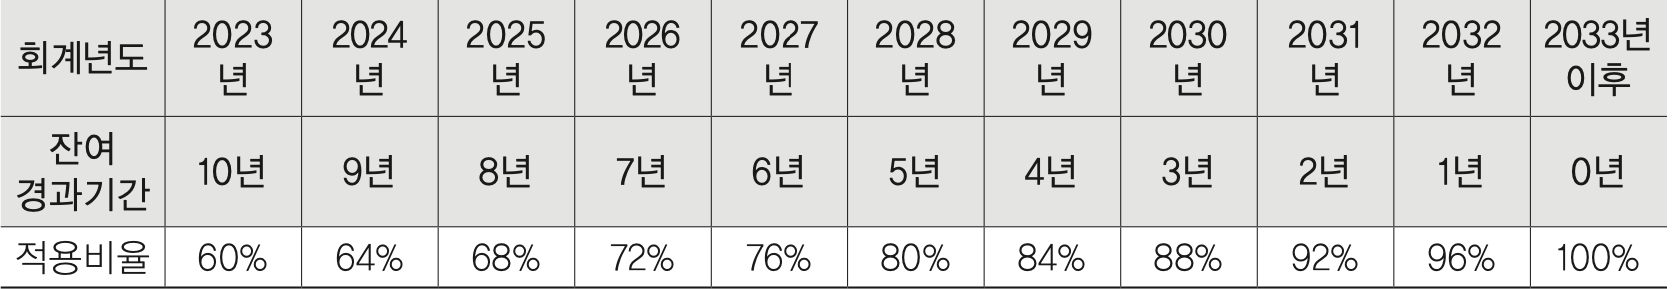 회계년도 2023년 2024년 2025년 2026년 2027년 2028년 2029년 2030년 2031년 2032년 2033년 이후
잔여 경과기간 10년 9년 8년 7년 6년 5년 4년 3년 2년 1년 0년
적용비율 60% 64% 68% 72% 76% 80% 84% 88% 92% 96% 100%